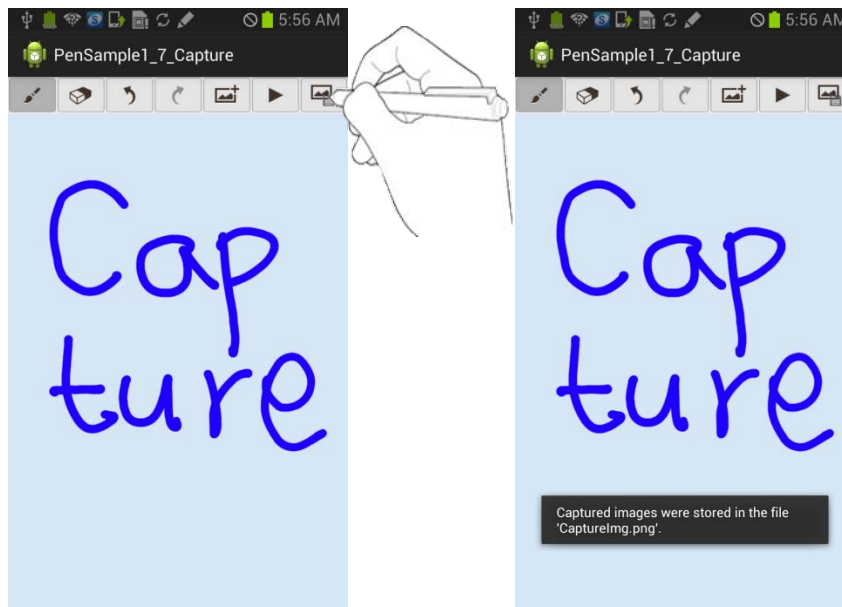 5:56 AM
PenSample1_7_Capture
Cap
ture
5:56 AM
PenSample1_7_Capture
Cap
ture
Captured images were stored in the file
'CaptureImg.png'.